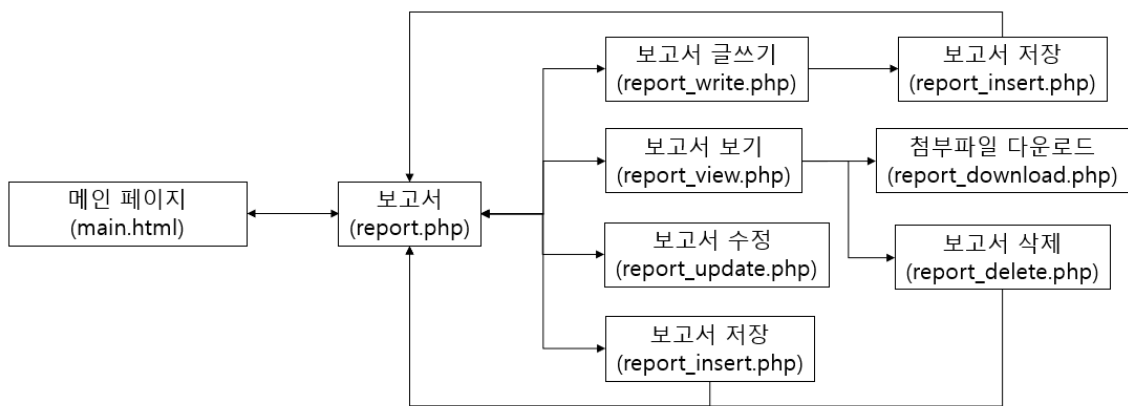 보고서 글쓰기
(report_write.php)
보고서 저장
(report_insert.php)
보고서 보기
(report_view.php)
첨부파일 다운로드
(report_download.php)
메인 페이지
(main.html)
보고서
(report.php)
보고서 수정
(report_update.php)
보고서 삭제
(report_delete.php)
보고서 저장
(report_insert.php)